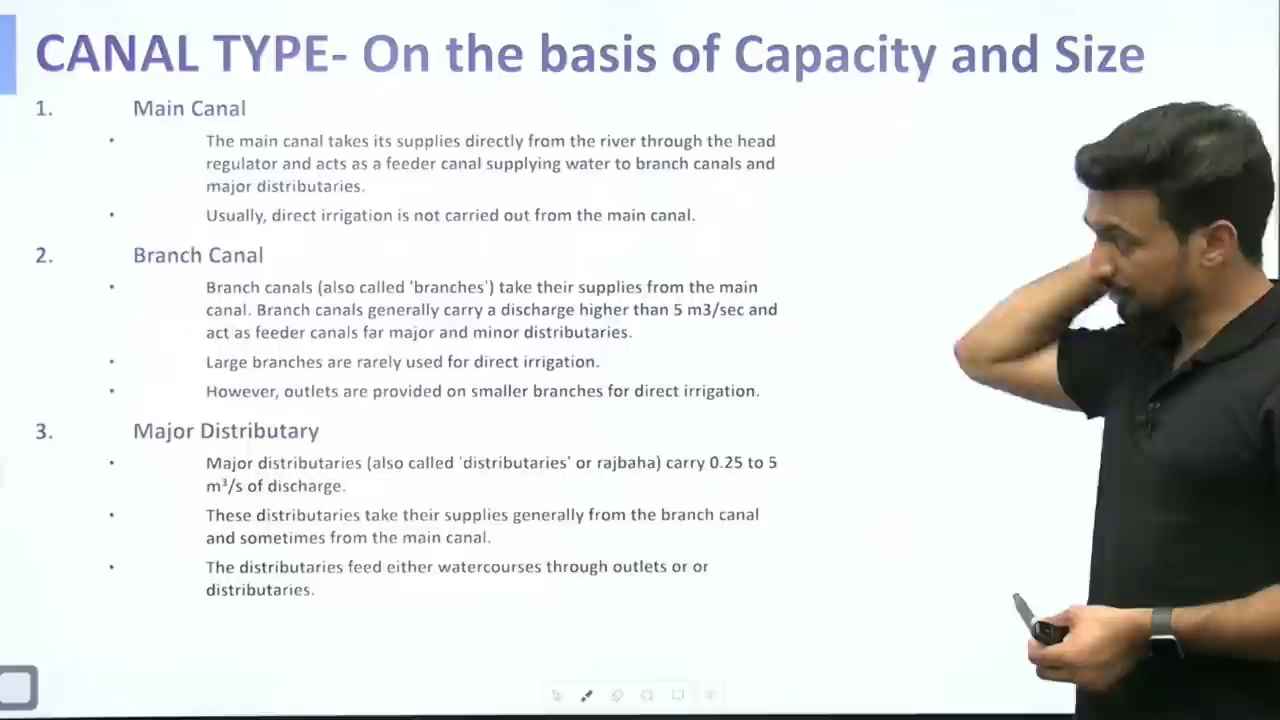 CANAL TYPE- On the basis of Capacity and Size
1. Main Canal
• The main canal takes its supplies directly from the river through the head
regulator and acts as a feeder canal supplying water to branch canals and
major distributaries.
• Usually, direct irrigation is not carried out from the main canal.
2. Branch Canal
• Branch canals (also called 'branches') take their supplies from the main
canal. Branch canals generally carry a discharge higher than 5 m3/sec and
act as feeder canals far major and minor distributaries.
• Large branches are rarely used for direct irrigation.
• However, outlets are provided on smaller branches for direct irrigation.
3. Major Distributary
• Major distributaries (also called 'distributaries' or rajbaha) carry 0.25 to 5
m³/s of discharge.
• These distributaries take their supplies generally from the branch canal
and sometimes from the main canal.
• The distributaries feed either watercourses through outlets or or
distributaries.